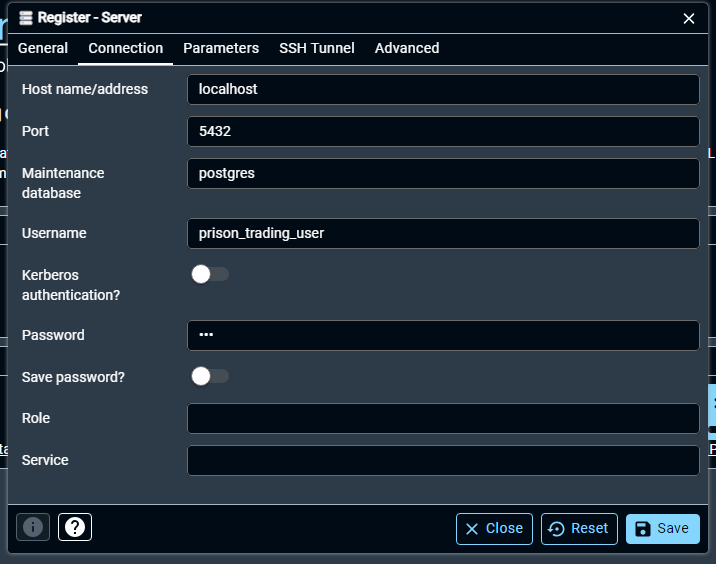 Register - Server
General Connection Parameters SSH Tunnel Advanced
Host name/address localhost
Port 5432
Maintenance database postgres
Username prison_trading_user
Kerberos authentication?
Password •••
Save password?
Role
Service
Close Reset Save